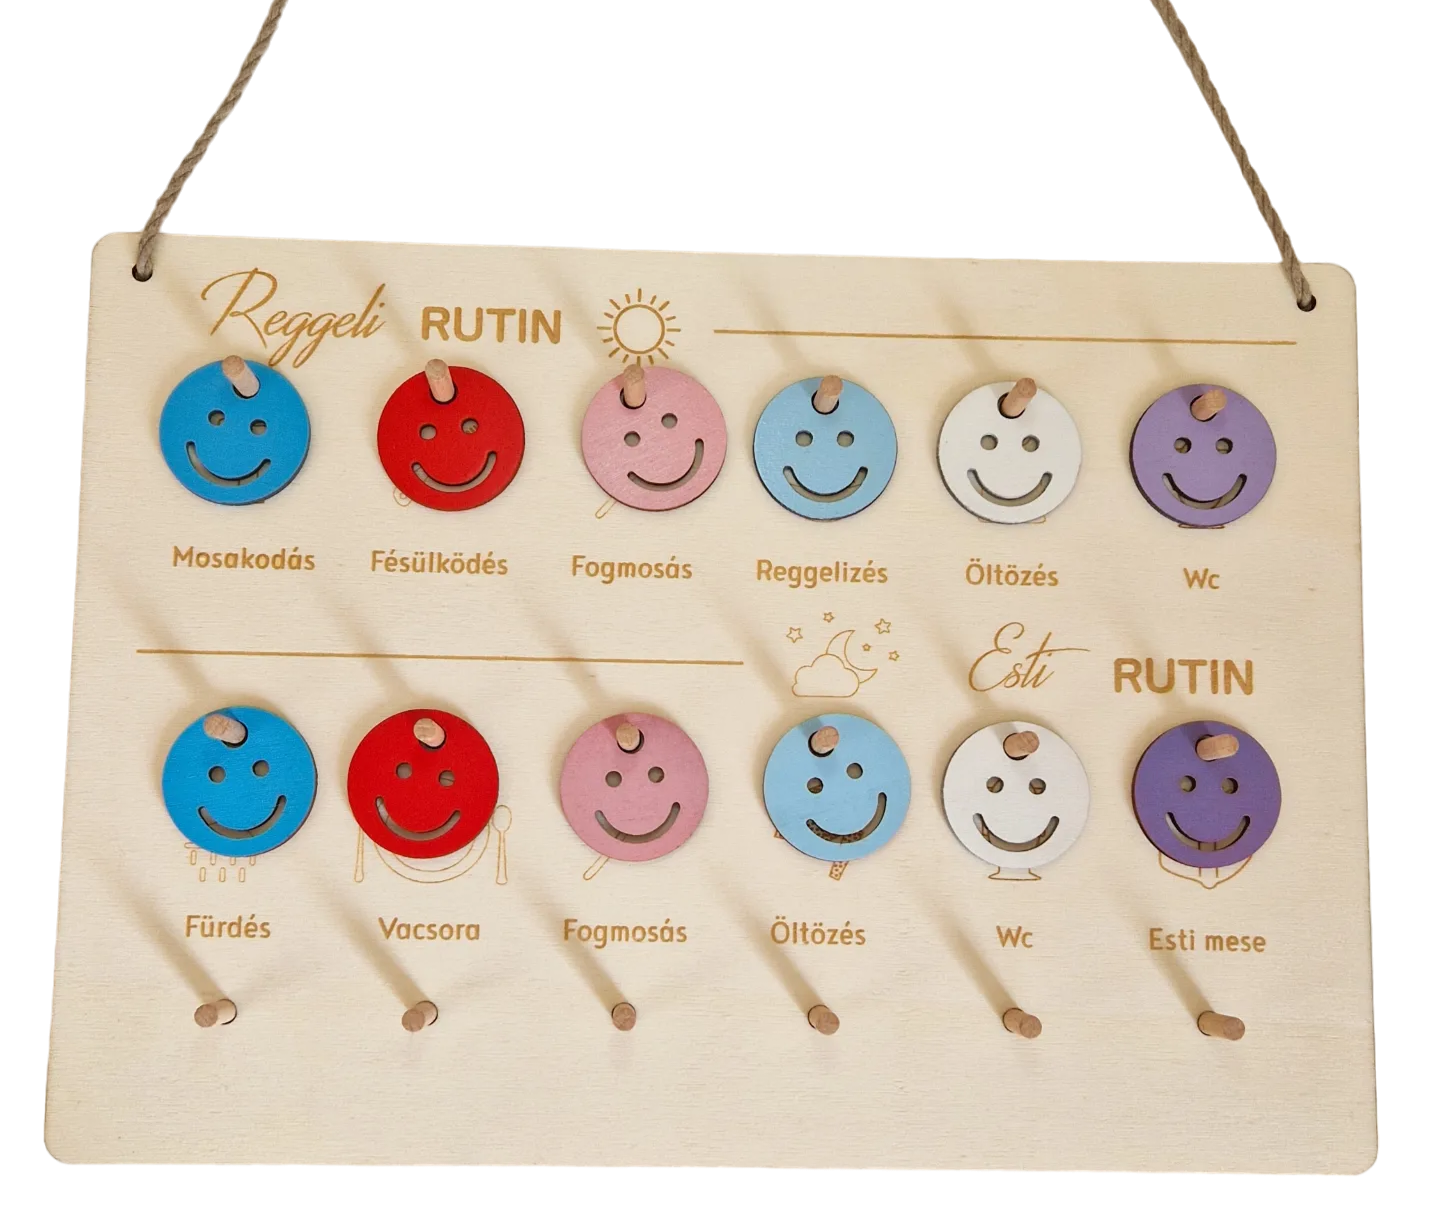 Reggeli RUTIN
Mosakodás Fésülködés Fogmosás Reggelizés Öltözés Wc
Esti RUTIN
Fürdés Vacsora Fogmosás Öltözés Wc Esti mese